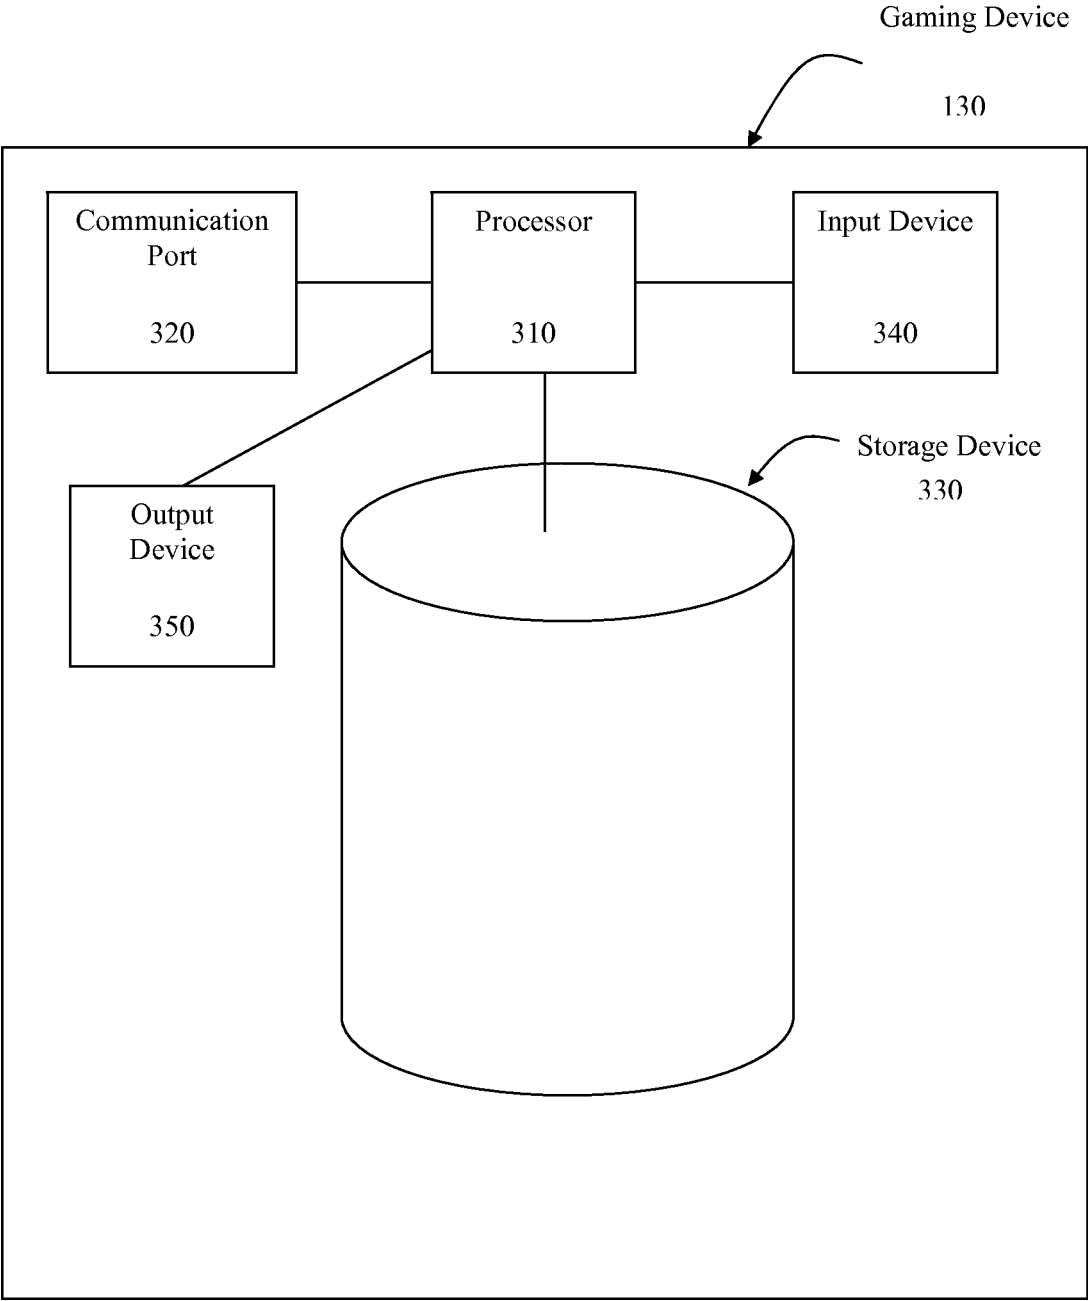 Gaming Device
130
Communication
Port
320
Processor
310
Input Device
340
Storage Device
330
Output
Device
350